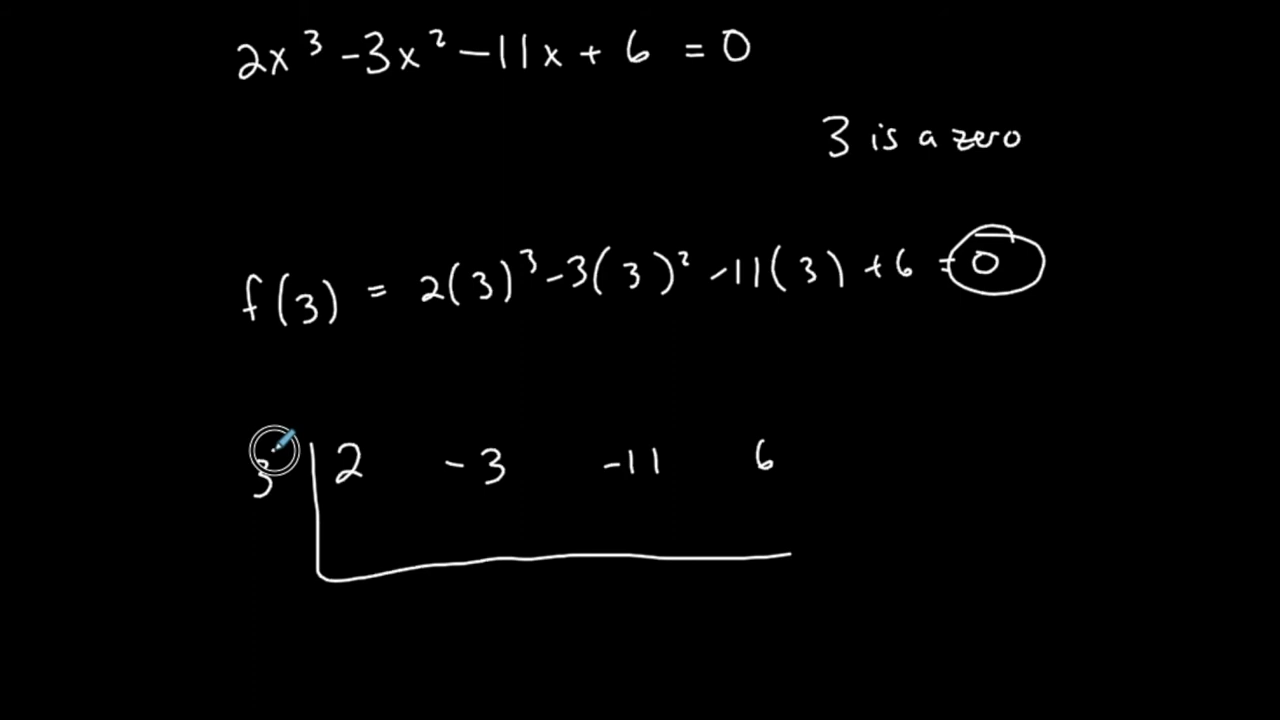 2x³ -3x² -11x + 6 = 0
3 is a zero
f(3) = 2(3)³ -3(3)² -11(3) +6 = 0
3 2 -3 -11 6